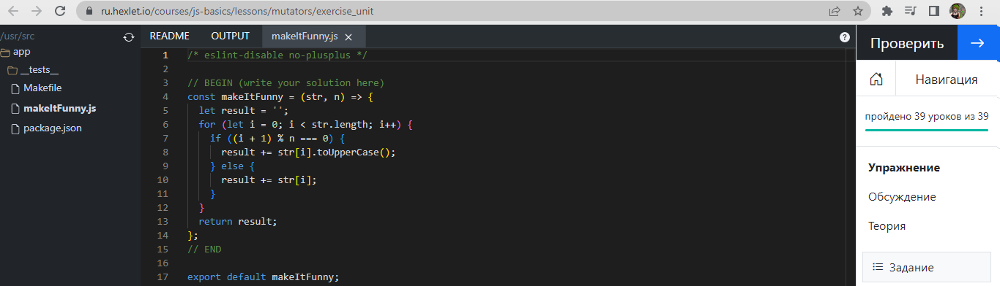 ru.hexlet.io/courses/js-basics/lessons/mutators/exercise_unit
/usr/src
app
__tests__
Makefile
makeItFunny.js
package.json
README OUTPUT makeItFunny.js ×
?
1 /* eslint-disable no-plusplus */
2
3 // BEGIN (write your solution here)
4 const makeItFunny = (str, n) => {
5 let result = '';
6 for (let i = 0; i < str.length; i++) {
7 if ((i + 1) % n === 0) {
8 result += str[i].toUpperCase();
9 } else {
10 result += str[i];
11 }
12 }
13 return result;
14 };
15 // END
16
17 export default makeItFunny;
Проверить
Навигация
пройдено 39 уроков из 39
Упражнение
Обсуждение
Теория
Задание